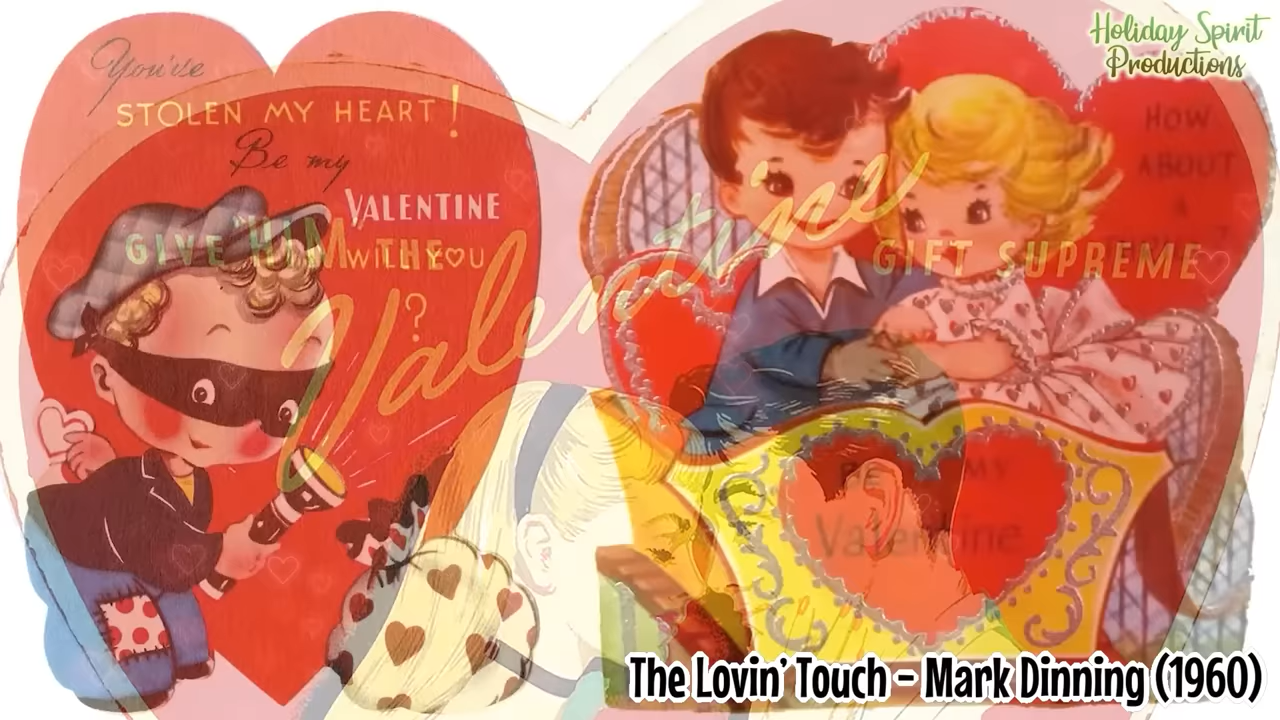 Holiday Spirit
Productions
You've
STOLEN MY HEART!
Be my
VALENTINE
WILL YOU
?
GIVE HIM THE
GIFT SUPREME
Valentine
HOW
ABOUT
A
BE MY
Valentine
The Lovin' Touch - Mark Dinning (1960)